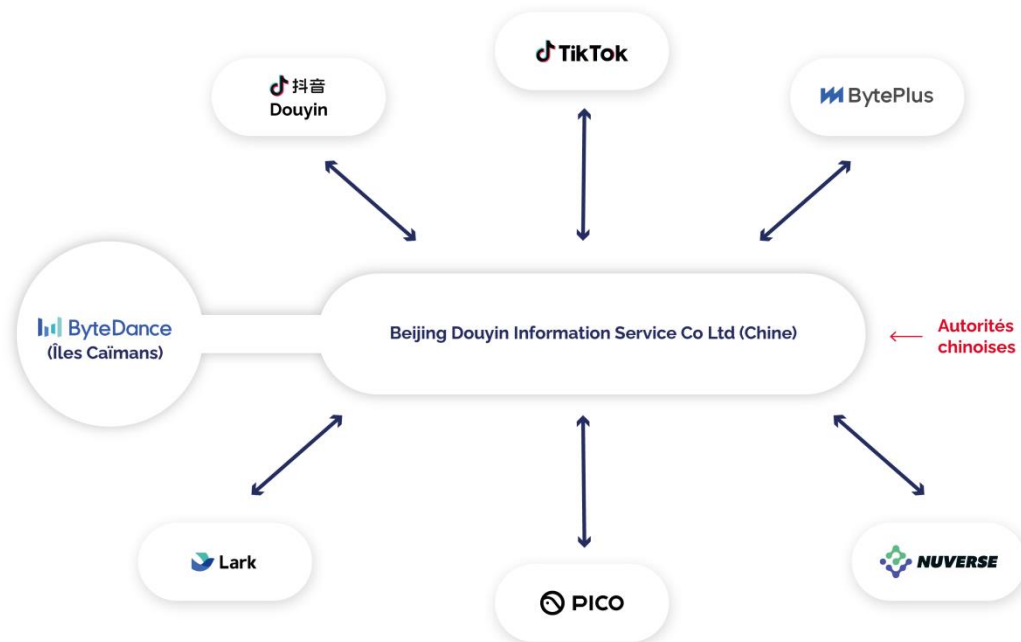 TikTok
抖音
Douyin
BytePlus
ByteDance
(Îles Caïmans)
Beijing Douyin Information Service Co Ltd (Chine)
Autorités
chinoises
Lark
PICO
NUVERSE